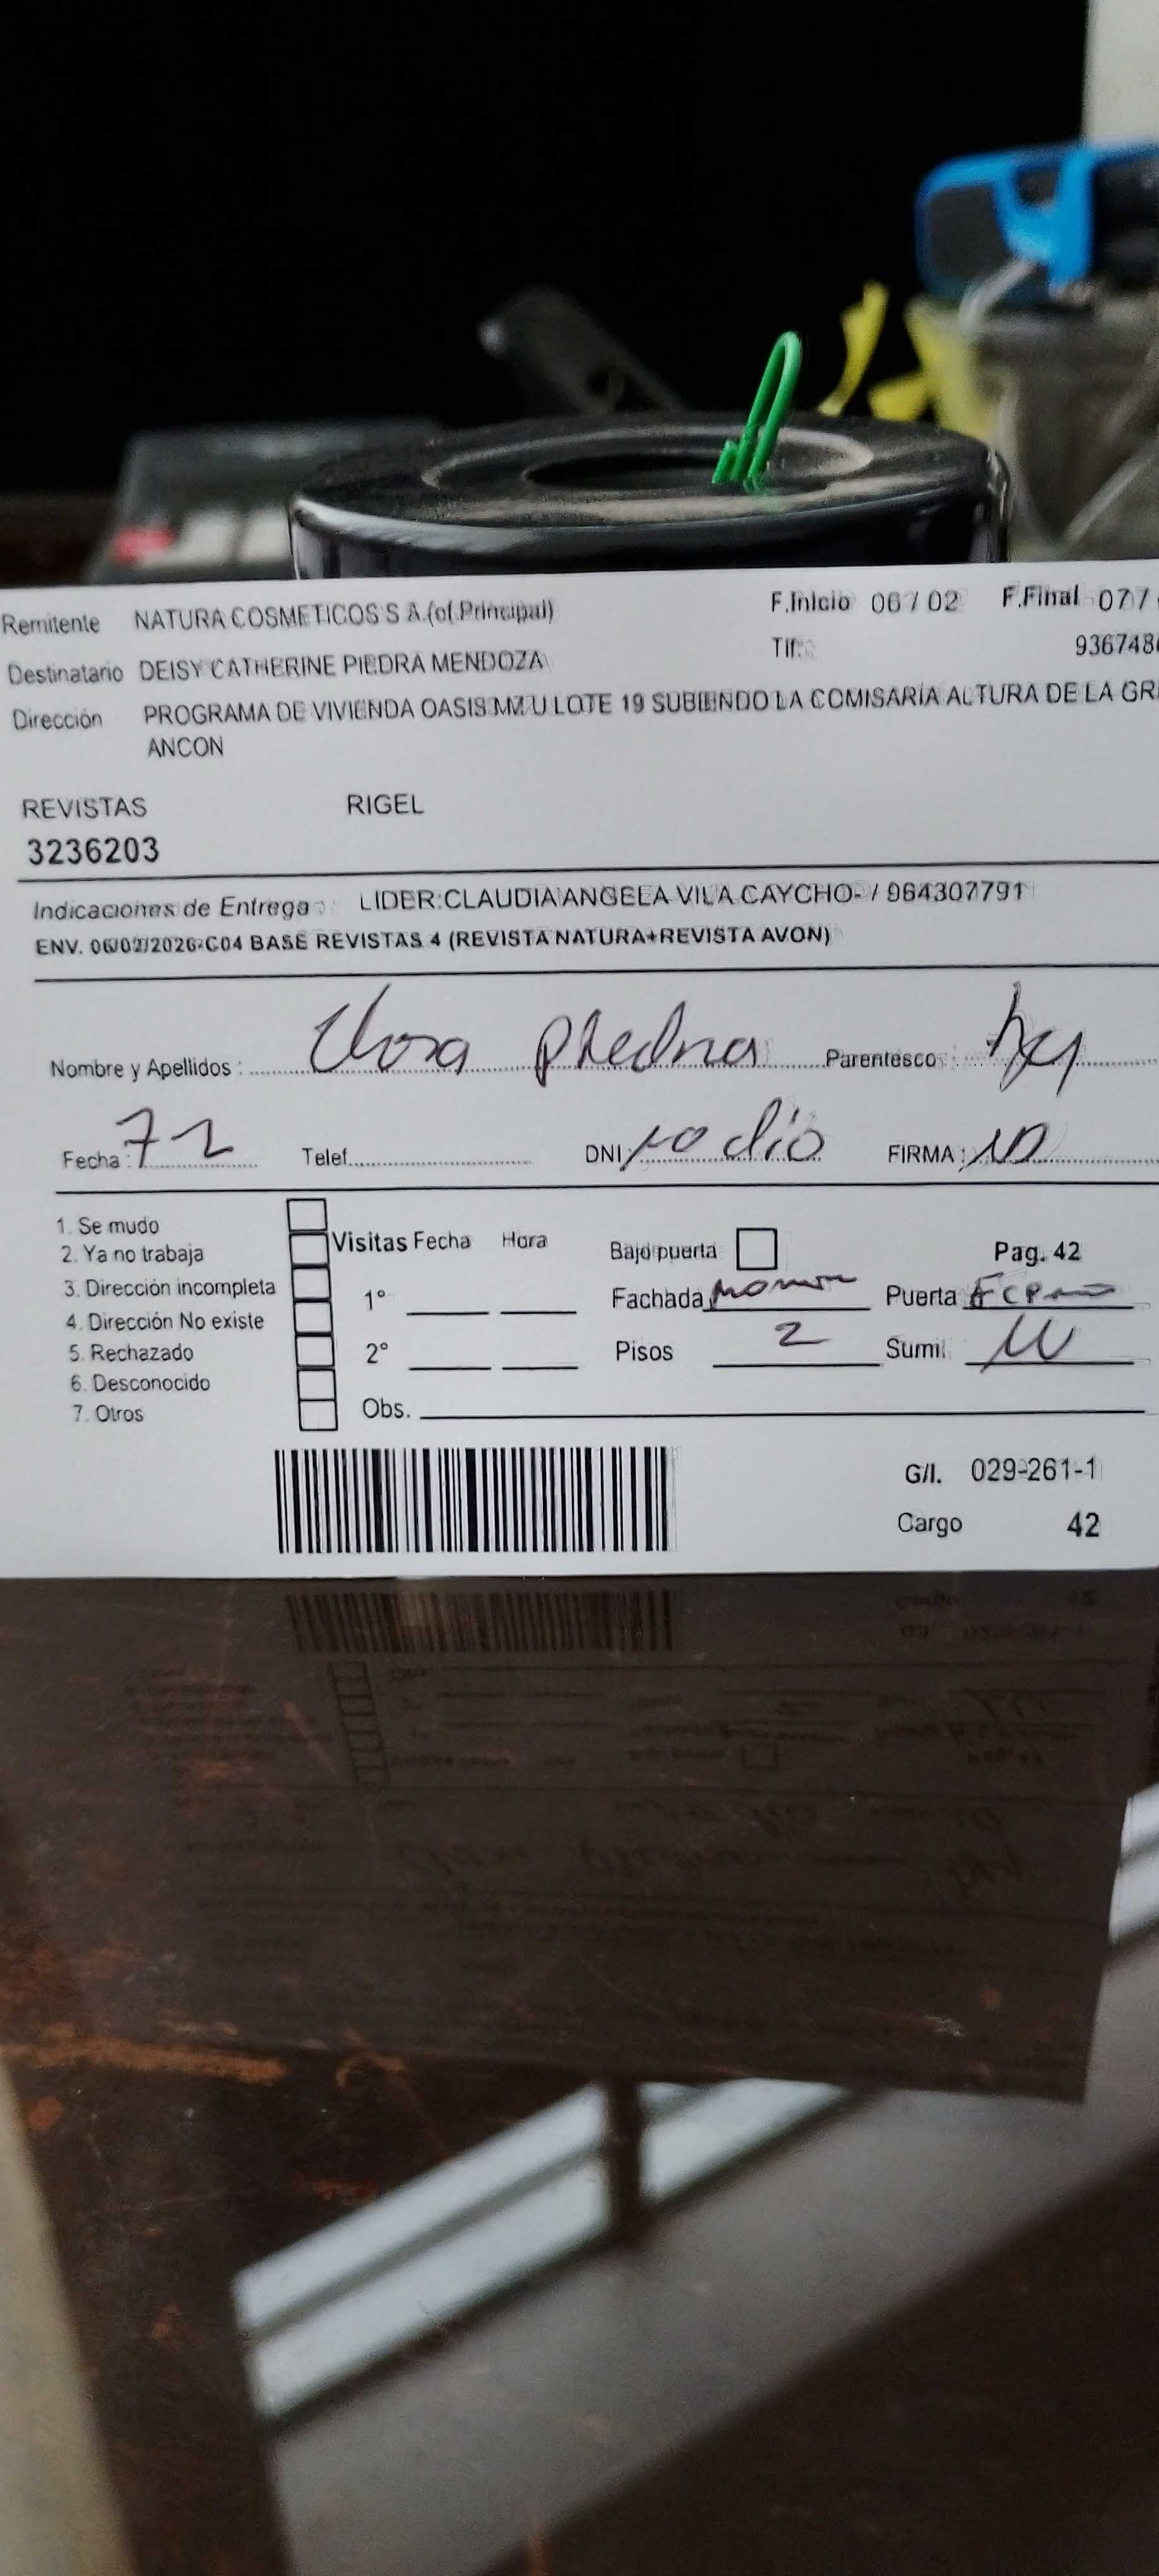 Remitente NATURA COSMETICOS S A.(of.Principal) F.Inicio 06 / 02 F.Final 07 /
Destinatario DEISY CATHERINE PIEDRA MENDOZA Tlf: 936748
Dirección PROGRAMA DE VIVIENDA OASIS MZ U LOTE 19 SUBIENDO LA COMISARÍA ALTURA DE LA GR
ANCON
REVISTAS RIGEL
3236203
Indicaciones de Entrega : LIDER:CLAUDIA ANGELA VILA CAYCHO- / 964307791
ENV. 06/02/2026-C04 BASE REVISTAS 4 (REVISTA NATURA+REVISTA AVON)
Nombre y Apellidos : Piedra Parentesco :
Fecha : 7 2 Telef. DNI no dio FIRMA :
1. Se mudo
2. Ya no trabaja Visitas Fecha Hora Bajo puerta Pag. 42
3. Dirección incompleta 1° Fachada Puerta
4. Dirección No existe
5. Rechazado 2° Pisos 2 Sumi.
6. Desconocido
7. Otros Obs.
G/I. 029-261-1
Cargo 42